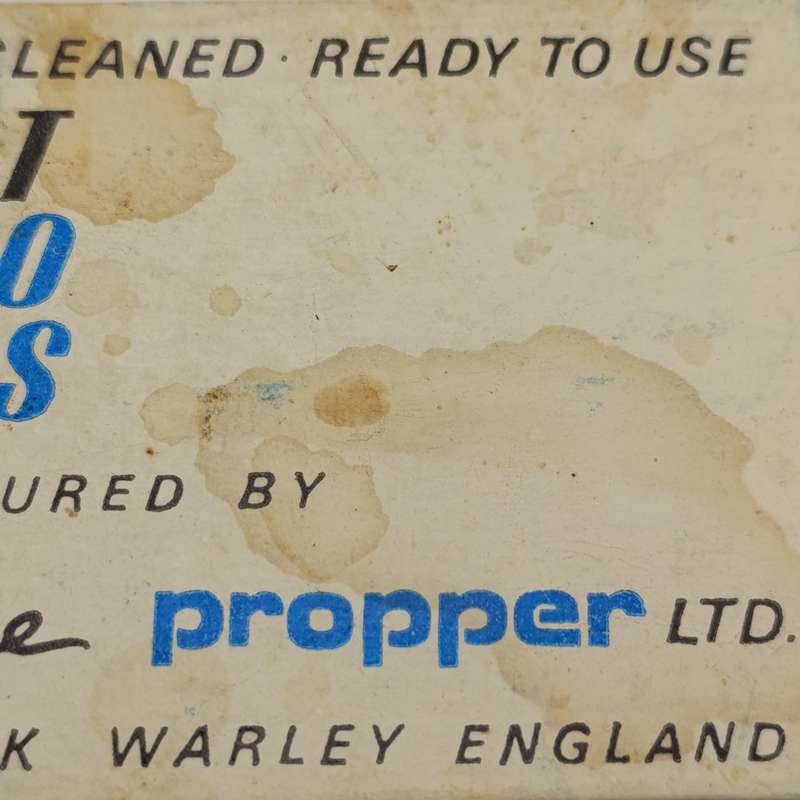 CLEANED · READY TO USE
T
O
S
URED BY
e propper LTD.
K WARLEY ENGLAND